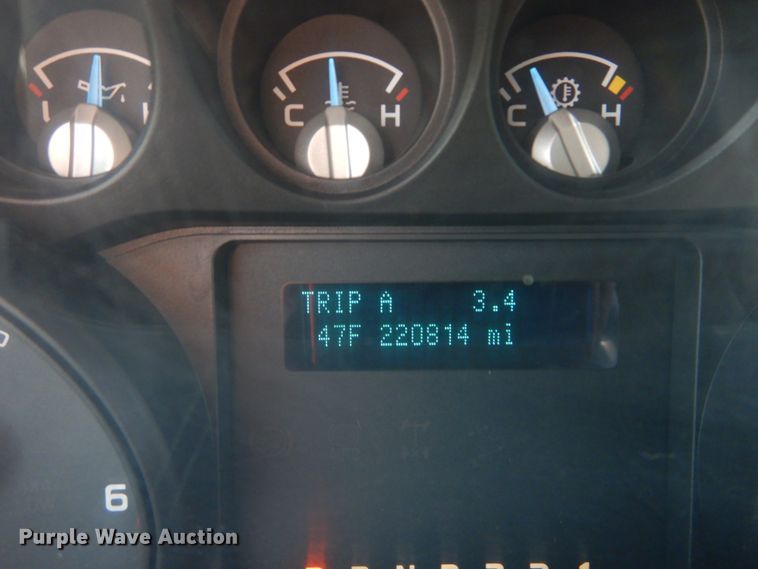 L H
C H
C H
TRIP A 3.4
47F 220814 mi
6
Purple Wave Auction